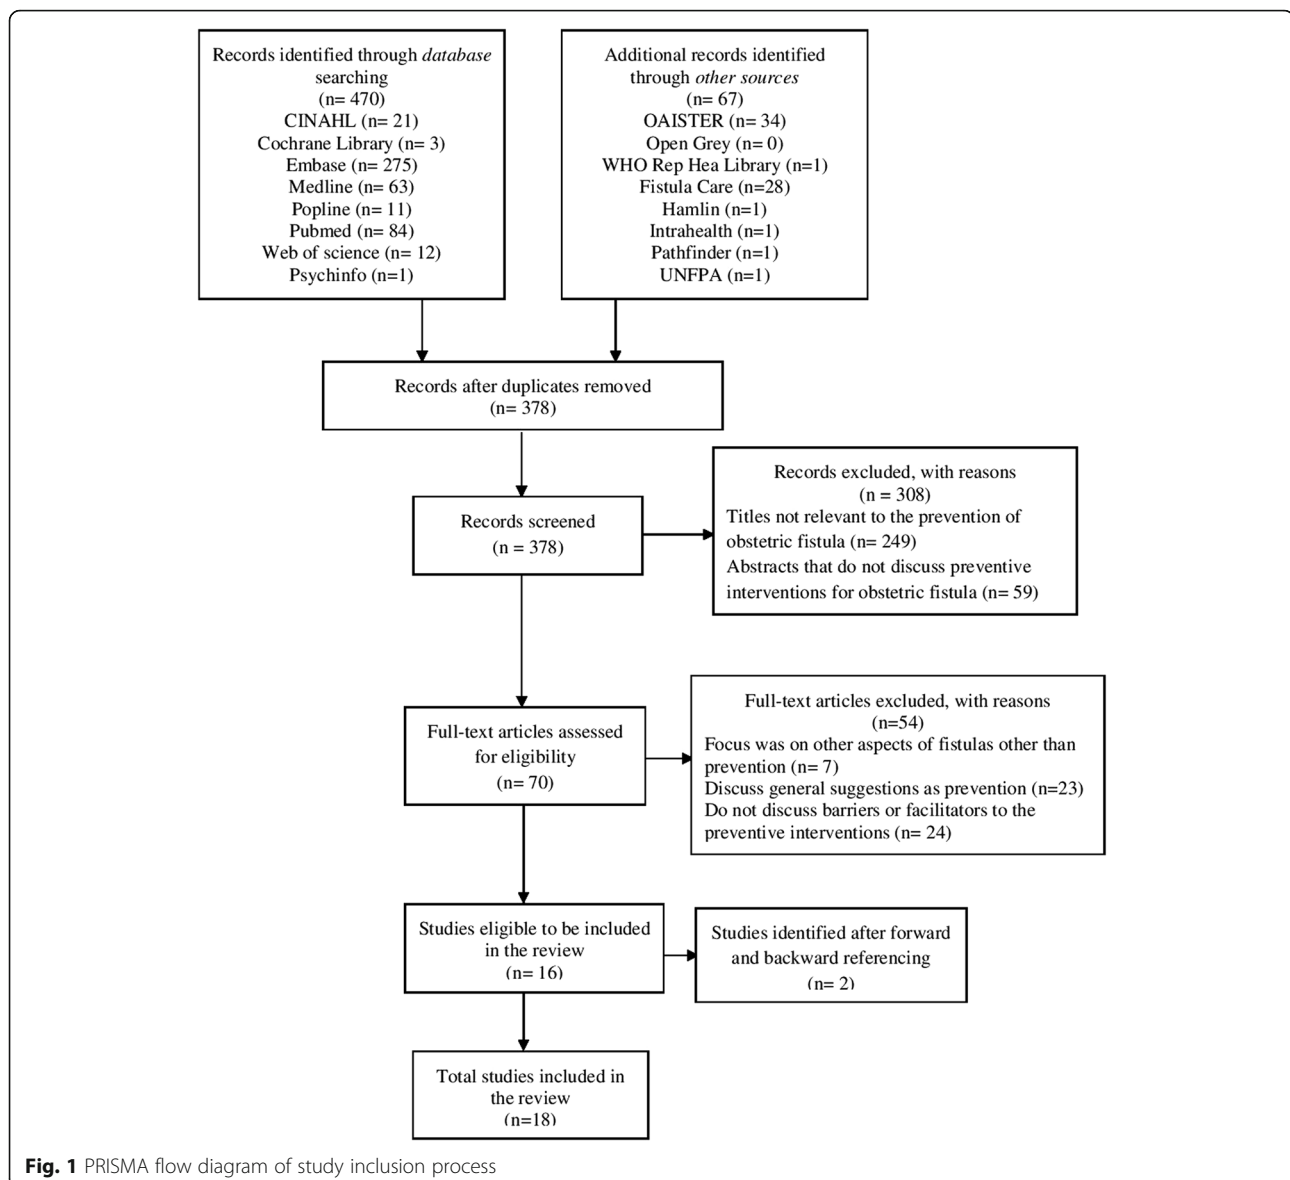 Records identified through database
searching
(n= 470)
CINAHL (n= 21)
Cochrane Library (n= 3)
Embase (n= 275)
Medline (n= 63)
Popline (n= 11)
Pubmed (n= 84)
Web of science (n= 12)
Psychinfo (n=1)
Additional records identified
through other sources
(n= 67)
OAISTER (n= 34)
Open Grey (n= 0)
WHO Rep Hea Library (n=1)
Fistula Care (n=28)
Hamlin (n=1)
Intrahealth (n=1)
Pathfinder (n=1)
UNFPA (n=1)
Records after duplicates removed
(n= 378)
Records screened
(n = 378)
Records excluded, with reasons
(n = 308)
Titles not relevant to the prevention of
obstetric fistula (n= 249)
Abstracts that do not discuss preventive
interventions for obstetric fistula (n= 59)
Full-text articles assessed
for eligibility
(n= 70)
Full-text articles excluded, with reasons
(n=54)
Focus was on other aspects of fistulas other than
prevention (n= 7)
Discuss general suggestions as prevention (n=23)
Do not discuss barriers or facilitators to the
preventive interventions (n= 24)
Studies eligible to be included
in the review
(n= 16)
Studies identified after forward
and backward referencing
(n= 2)
Total studies included in
the review
(n=18)
Fig. 1 PRISMA flow diagram of study inclusion process